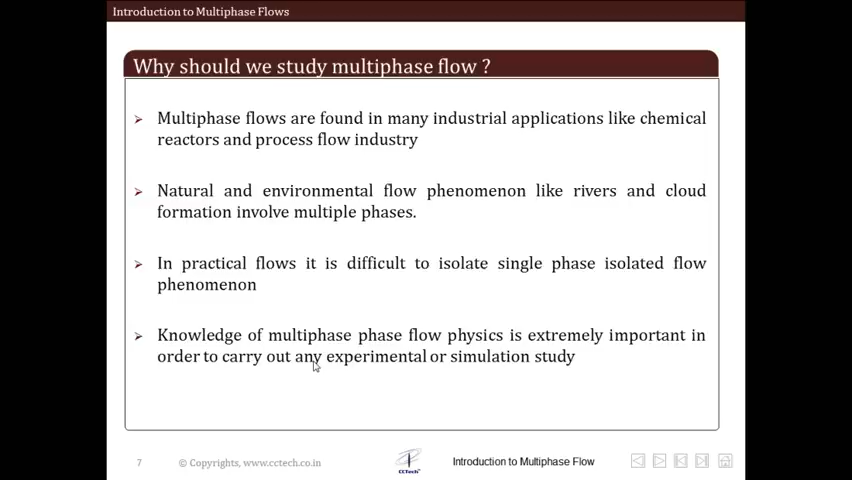 Introduction to Multiphase Flows
Why should we study multiphase flow ?
Multiphase flows are found in many industrial applications like chemical
reactors and process flow industry
Natural and environmental flow phenomenon like rivers and cloud
formation involve multiple phases.
In practical flows it is difficult to isolate single phase isolated flow
phenomenon
Knowledge of multiphase phase flow physics is extremely important in
order to carry out any experimental or simulation study
7
© Copyrights, www.cctech.co.in
CCTech
Introduction to Multiphase Flow